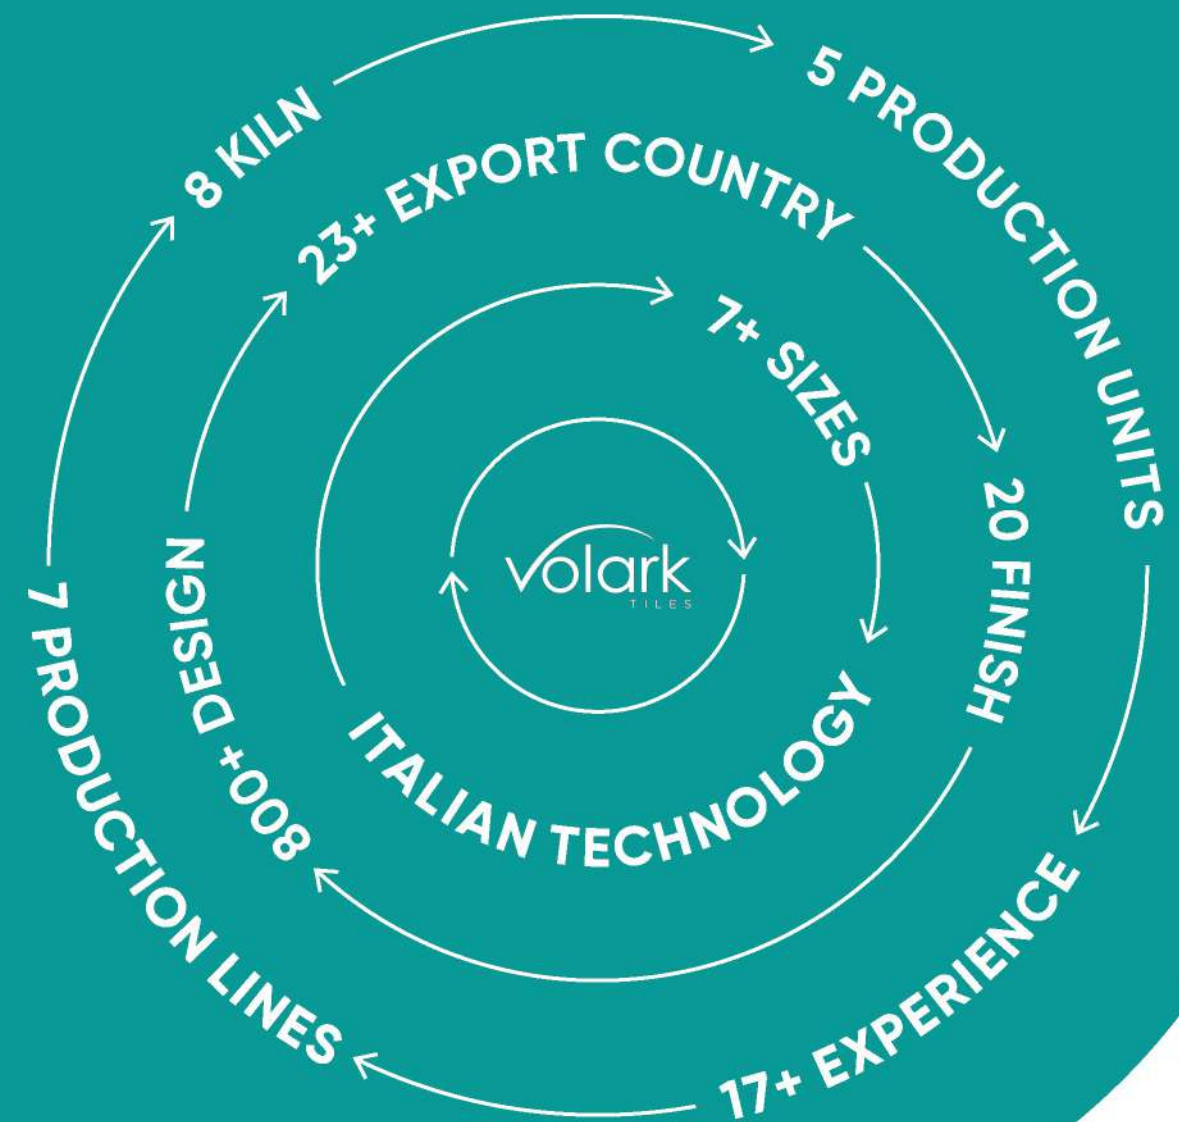 8 KILN
5 PRODUCTION UNITS
17+ EXPERIENCE
7 PRODUCTION LINES
23+ EXPORT COUNTRY
20 FINISH
800+ DESIGN
7+ SIZES
ITALIAN TECHNOLOGY
Volark
TILES